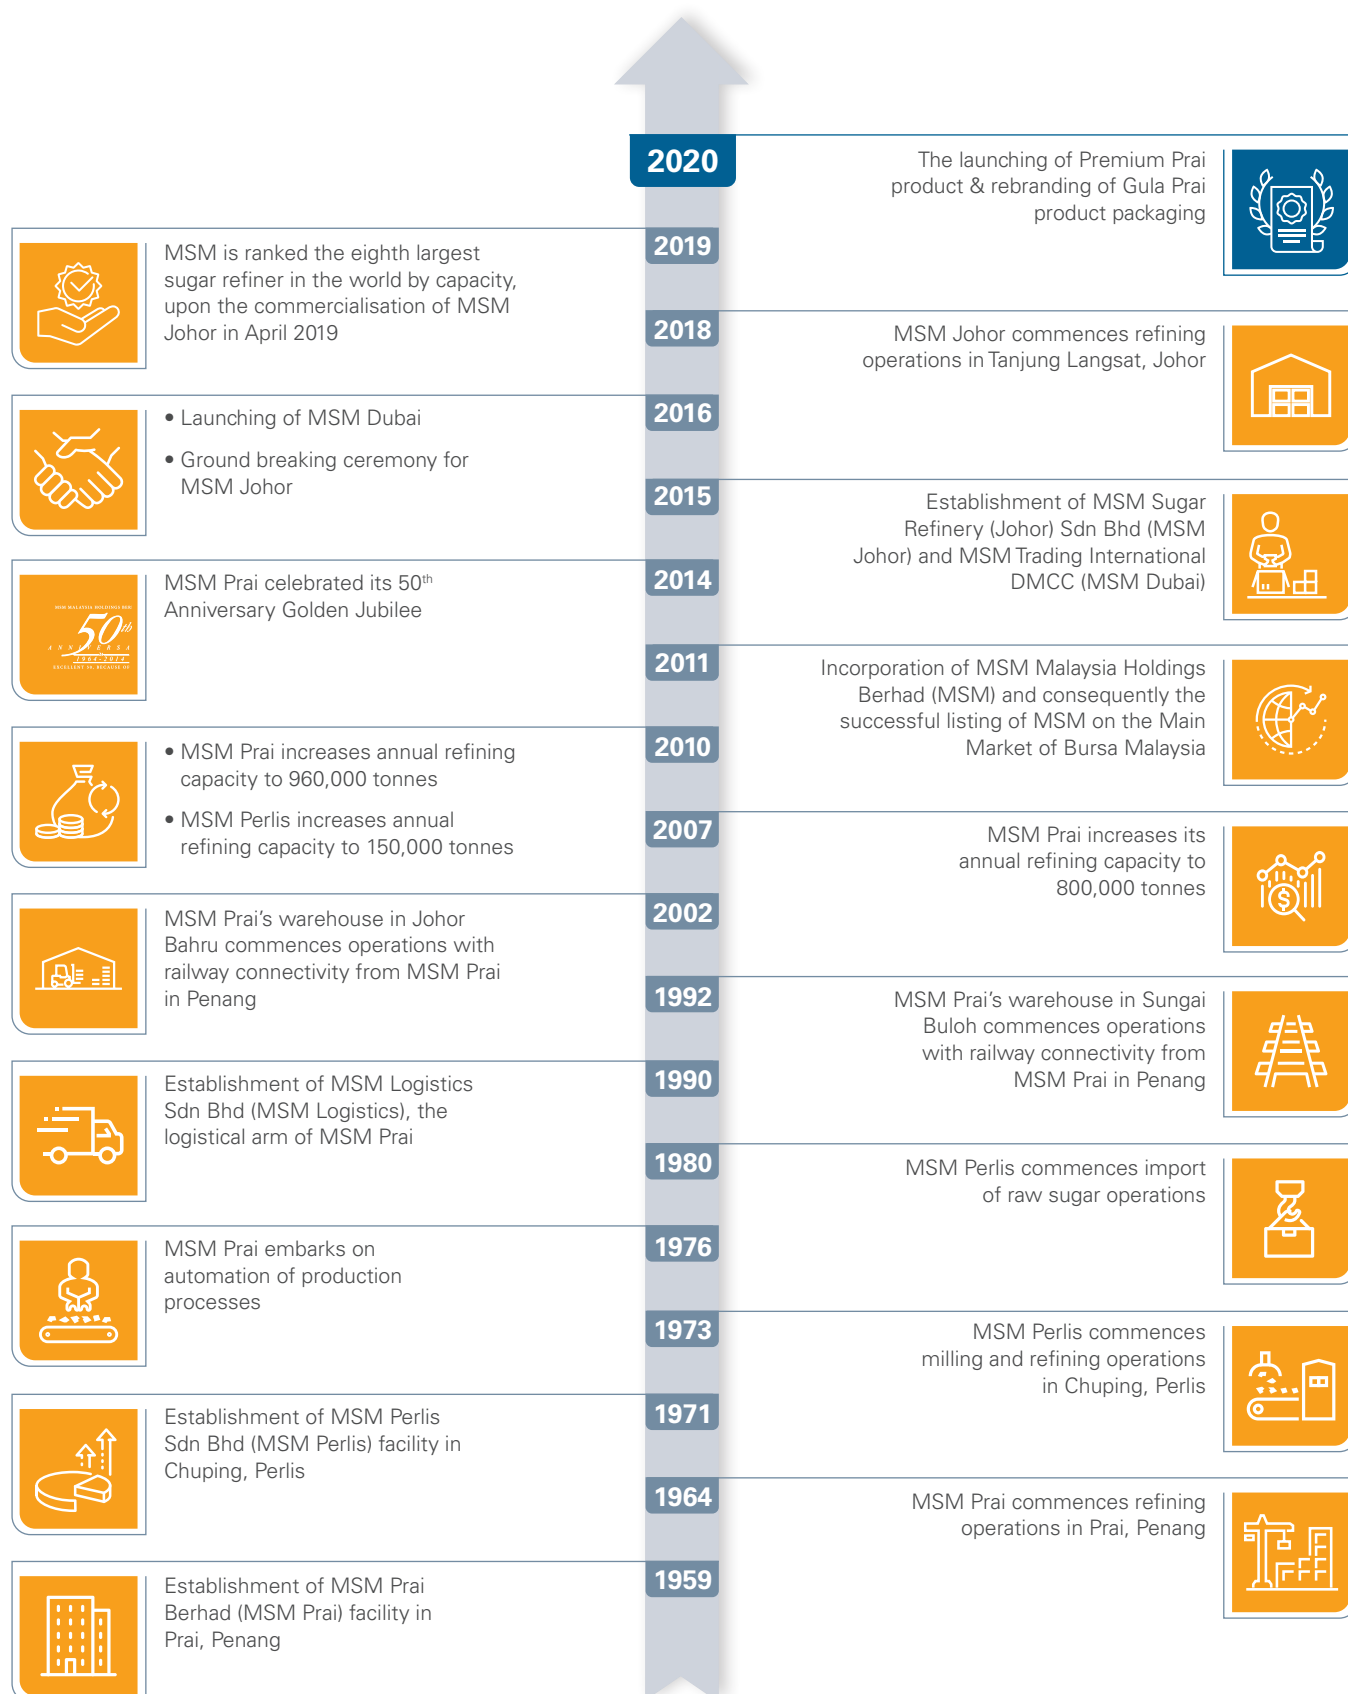 2020
The launching of Premium Prai
product & rebranding of Gula Prai
product packaging
2019
MSM is ranked the eighth largest
sugar refiner in the world by capacity,
upon the commercialisation of MSM
Johor in April 2019
2018
MSM Johor commences refining
operations in Tanjung Langsat, Johor
2016
• Launching of MSM Dubai
• Ground breaking ceremony for
MSM Johor
2015
Establishment of MSM Sugar
Refinery (Johor) Sdn Bhd (MSM
Johor) and MSM Trading International
DMCC (MSM Dubai)
2014
MSM Prai celebrated its 50th
Anniversary Golden Jubilee
MSM MALAYSIA HOLDINGS BER
50th
ANNIVERSA
1964-2014
EXCELLENT 50, BECAUSE OF
2011
Incorporation of MSM Malaysia Holdings
Berhad (MSM) and consequently the
successful listing of MSM on the Main
Market of Bursa Malaysia
2010
• MSM Prai increases annual refining
capacity to 960,000 tonnes
• MSM Perlis increases annual
refining capacity to 150,000 tonnes
2007
MSM Prai increases its
annual refining capacity to
800,000 tonnes
2002
MSM Prai's warehouse in Johor
Bahru commences operations with
railway connectivity from MSM Prai
in Penang
1992
MSM Prai's warehouse in Sungai
Buloh commences operations
with railway connectivity from
MSM Prai in Penang
1990
Establishment of MSM Logistics
Sdn Bhd (MSM Logistics), the
logistical arm of MSM Prai
1980
MSM Perlis commences import
of raw sugar operations
1976
MSM Prai embarks on
automation of production
processes
1973
MSM Perlis commences
milling and refining operations
in Chuping, Perlis
1971
Establishment of MSM Perlis
Sdn Bhd (MSM Perlis) facility in
Chuping, Perlis
1964
MSM Prai commences refining
operations in Prai, Penang
1959
Establishment of MSM Prai
Berhad (MSM Prai) facility in
Prai, Penang